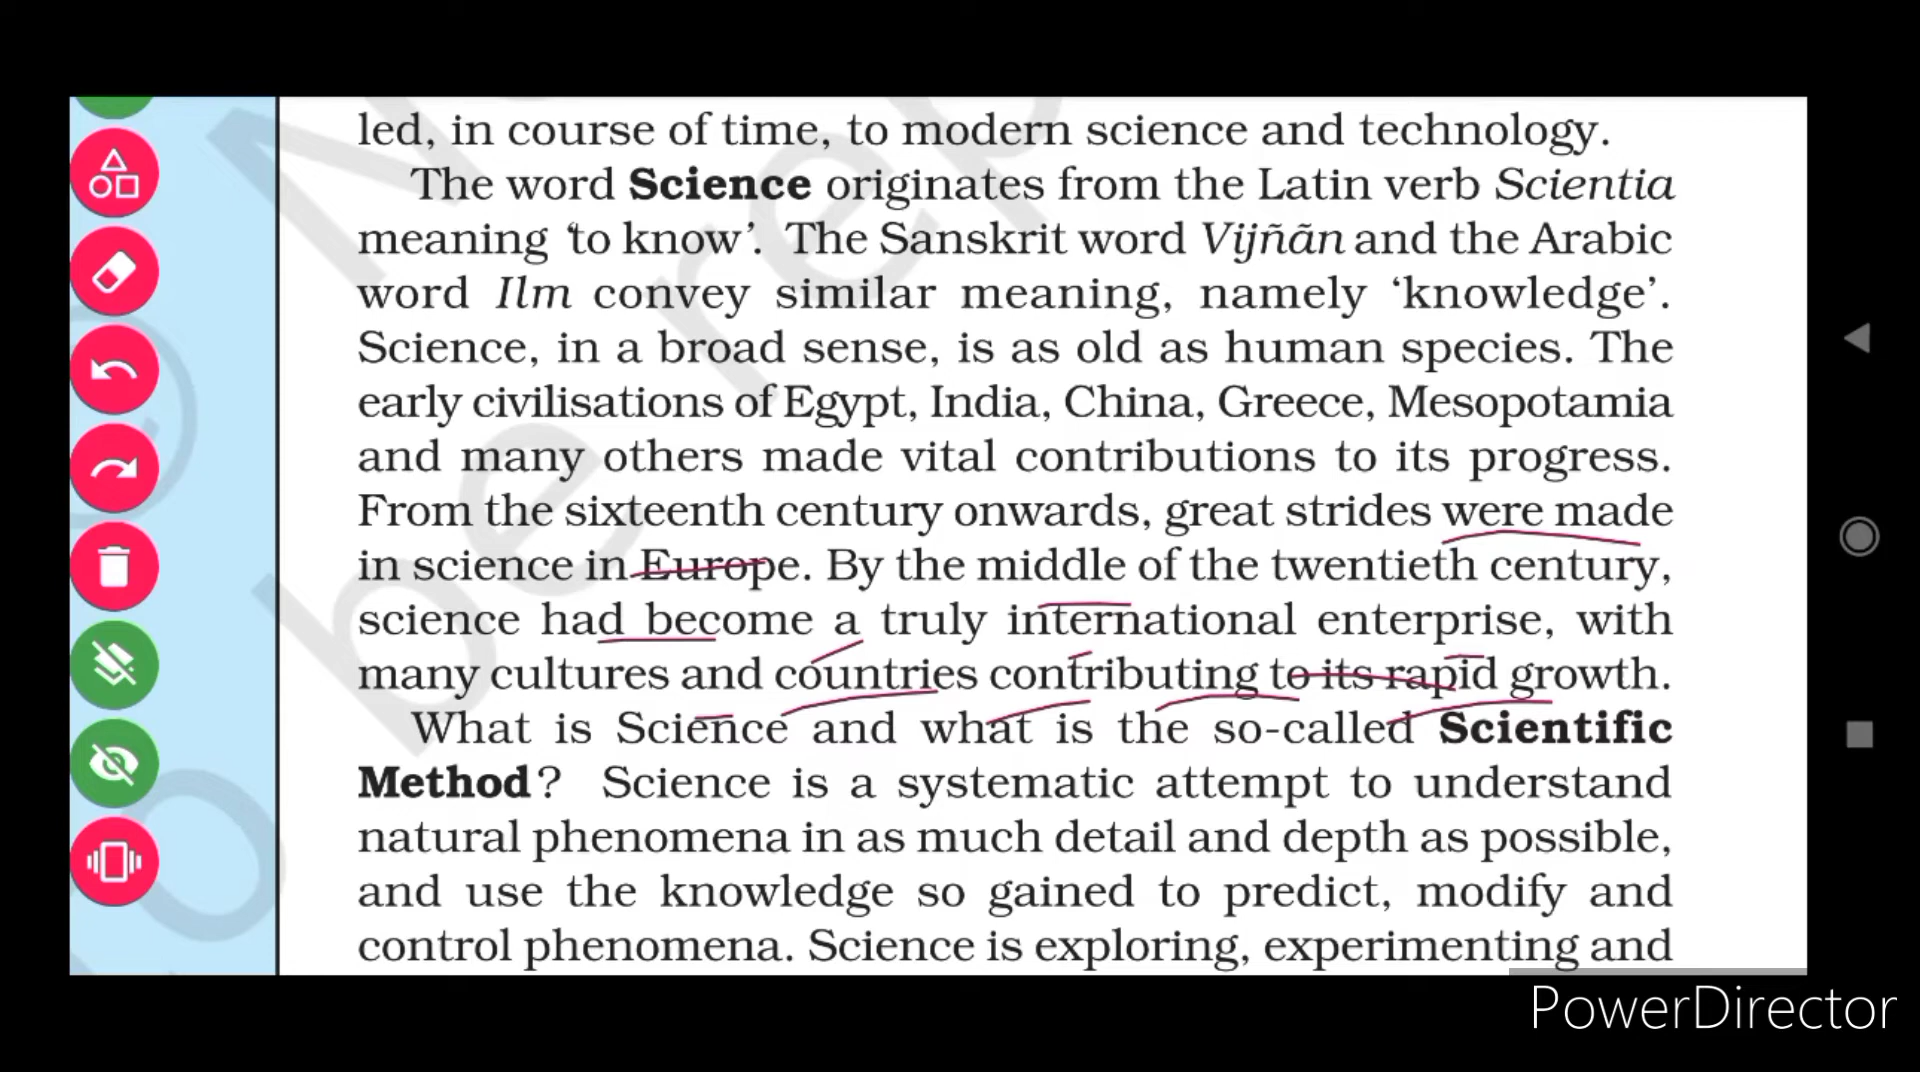 led, in course of time, to modern science and technology.
The word Science originates from the Latin verb Scientia
meaning ‘to know’. The Sanskrit word Vijñãn and the Arabic
word Ilm convey similar meaning, namely ‘knowledge’.
Science, in a broad sense, is as old as human species. The
early civilisations of Egypt, India, China, Greece, Mesopotamia
and many others made vital contributions to its progress.
From the sixteenth century onwards, great strides were made
in science in Europe. By the middle of the twentieth century,
science had become a truly international enterprise, with
many cultures and countries contributing to its rapid growth.
What is Science and what is the so-called Scientific
Method? Science is a systematic attempt to understand
natural phenomena in as much detail and depth as possible,
and use the knowledge so gained to predict, modify and
control phenomena. Science is exploring, experimenting and
PowerDirector